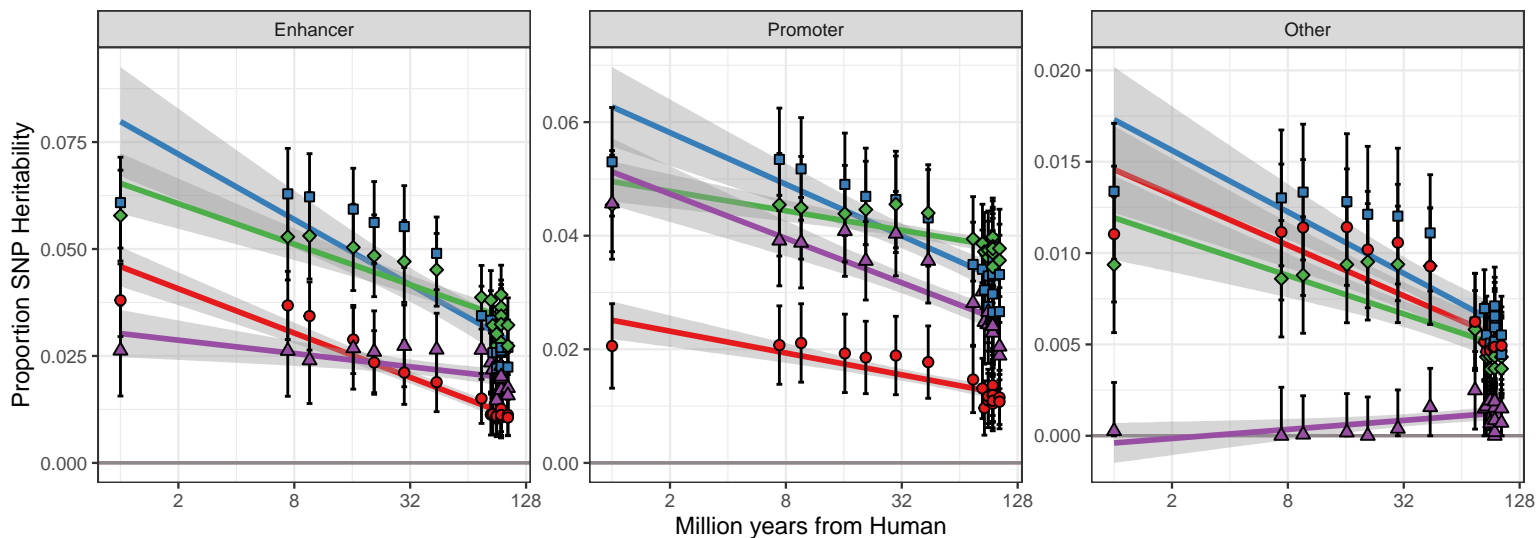 Enhancer
Promoter
Other
Proportion SNP Heritability
0.075
0.050
0.025
0.000
0.06
0.04
0.02
0.00
0.020
0.015
0.010
0.005
0.000
2 8 32 128
2 8 32 128
2 8 32 128
Million years from Human